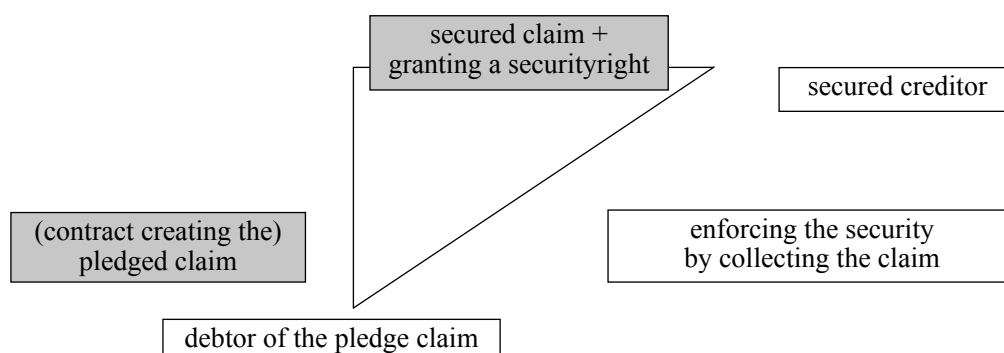 secured claim +
granting a securityright
secured creditor
(contract creating the)
pledged claim
enforcing the security
by collecting the claim
debtor of the pledge claim